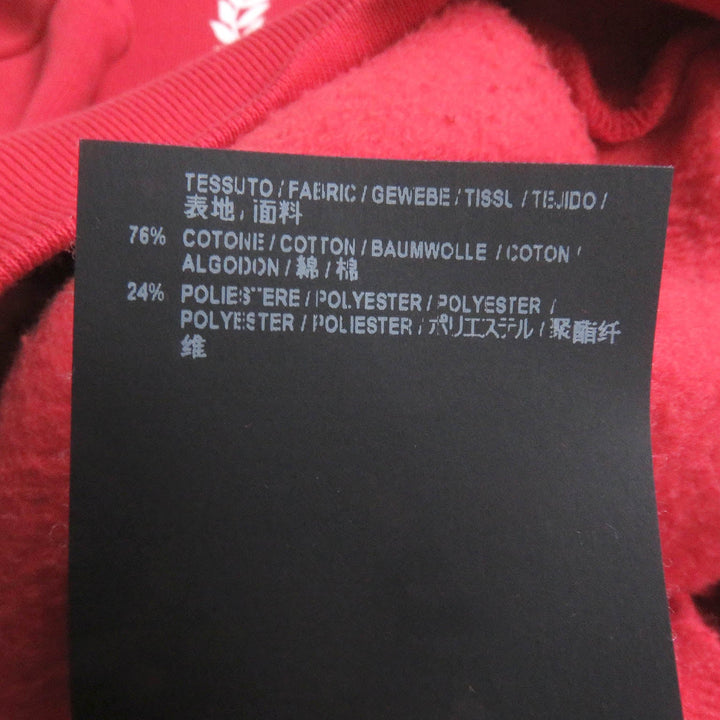 TESSUTO / FABRIC / GEWEBE / TISSU / TEJIDO /
表地, 面料
76% COTONE / COTTON / BAUMWOLLE / COTON /
ALGODON / 綿 / 棉
24% POLIESTERE / POLYESTER / POLYESTER /
POLYESTER / POLIESTER / ポリエステル / 聚酯纤
维